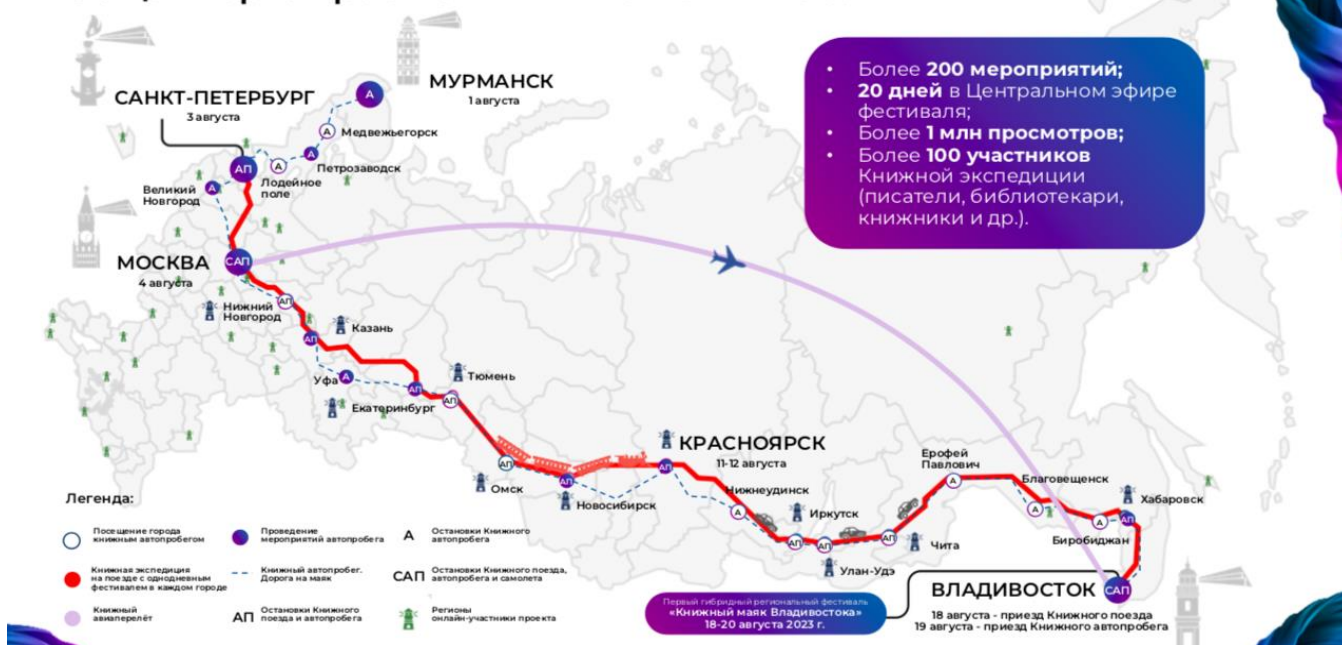 МУРМАНСК
1 августа
САНКТ-ПЕТЕРБУРГ
3 августа
А
А
Медвежьегорск
А
Петрозаводск
А
Лодейное
поле
АП
А
Великий
Новгород
САП
МОСКВА
4 августа
• Более 200 мероприятий;
• 20 дней в Центральном эфире
фестиваля;
• Более 1 млн просмотров;
• Более 100 участников
Книжной экспедиции
(писатели, библиотекари,
книжники и др.).
АП
Нижний
Новгород
АП
Казань
Уфа
А
АП
Екатеринбург
АП
Тюмень
АП
Омск
АП
Новосибирск
АП
КРАСНОЯРСК
11-12 августа
Нижнеудинск
А
АП
Иркутск
АП
Улан-Удэ
АП
Чита
Ерофей
Павлович
А
Благовещенск
А
А
Биробиджан
АП
Хабаровск
САП
ВЛАДИВОСТОК
18 августа - приезд Книжного поезда
19 августа - приезд Книжного автопробега
Первый гибридный региональный фестиваль
«Книжный маяк Владивостока»
18-20 августа 2023 г.
Легенда:
Посещение города
книжным автопробегом
Книжная экспедиция
на поезде с однодневным
фестивалем в каждом городе
Книжный
авиаперелёт
Проведение
мероприятий автопробега
Книжный автопробег.
Дорога на маяк
АП
Остановки Книжного
поезда и автопробега
А
Остановки Книжного
автопробега
САП
Остановки Книжного поезда,
автопробега и самолета
Регионы
онлайн-участники проекта